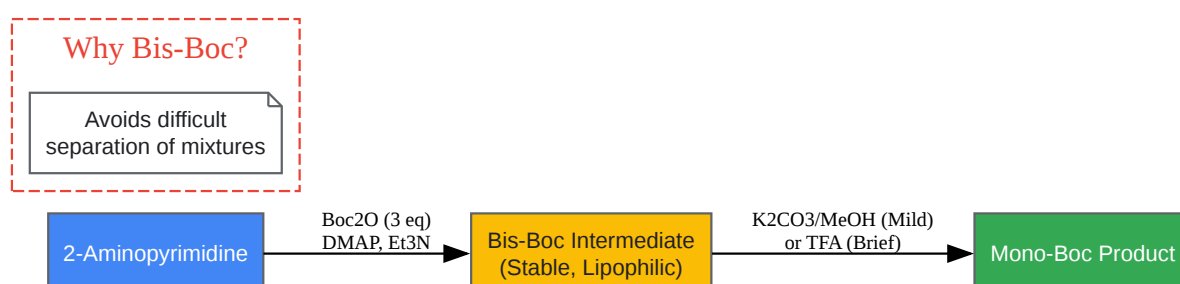 Why Bis-Boc?
Avoids difficult
separation of mixtures
2-Aminopyrimidine
Boc2O (3 eq)
DMAP, Et3N
Bis-Boc Intermediate
(Stable, Lipophilic)
K2CO3/MeOH (Mild)
or TFA (Brief)
Mono-Boc Product